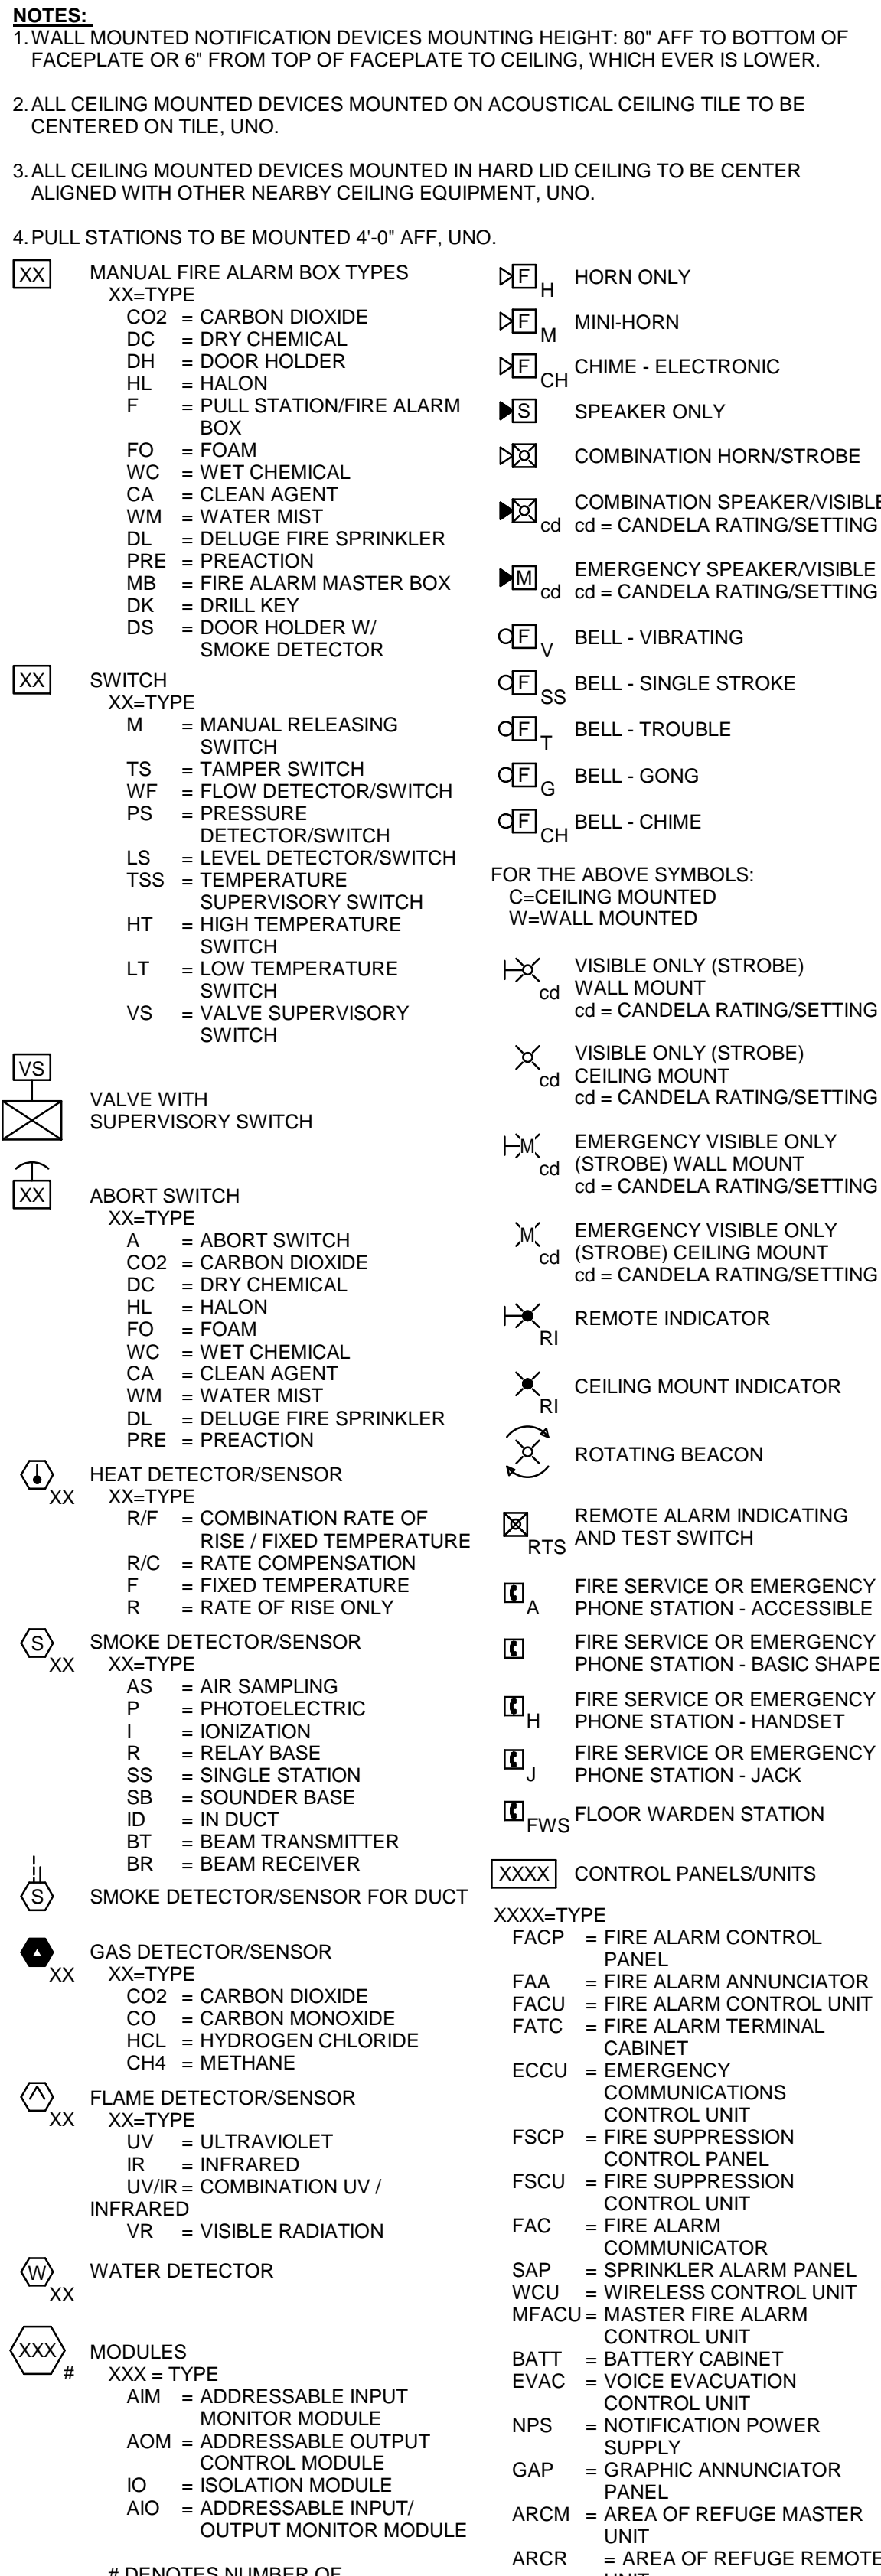 NOTES:
1. WALL MOUNTED NOTIFICATION DEVICES MOUNTING HEIGHT: 80" AFF TO BOTTOM OF
FACEPLATE OR 6" FROM TOP OF FACEPLATE TO CEILING, WHICH EVER IS LOWER.
2. ALL CEILING MOUNTED DEVICES MOUNTED ON ACOUSTICAL CEILING TILE TO BE
CENTERED ON TILE, UNO.
3. ALL CEILING MOUNTED DEVICES MOUNTED IN HARD LID CEILING TO BE CENTER
ALIGNED WITH OTHER NEARBY CEILING EQUIPMENT, UNO.
4. PULL STATIONS TO BE MOUNTED 4'-0" AFF, UNO.
XX MANUAL FIRE ALARM BOX TYPES
XX=TYPE
CO2 = CARBON DIOXIDE
DC = DRY CHEMICAL
DH = DOOR HOLDER
HL = HALON
F = PULL STATION/FIRE ALARM
BOX
FO = FOAM
WC = WET CHEMICAL
CA = CLEAN AGENT
WM = WATER MIST
DL = DELUGE FIRE SPRINKLER
PRE = PREACTION
MB = FIRE ALARM MASTER BOX
DK = DRILL KEY
DS = DOOR HOLDER W/
SMOKE DETECTOR
XX SWITCH
XX=TYPE
M = MANUAL RELEASING
SWITCH
TS = TAMPER SWITCH
WF = FLOW DETECTOR/SWITCH
PS = PRESSURE
DETECTOR/SWITCH
LS = LEVEL DETECTOR/SWITCH
TSS = TEMPERATURE
SUPERVISORY SWITCH
HT = HIGH TEMPERATURE
SWITCH
LT = LOW TEMPERATURE
SWITCH
VS = VALVE SUPERVISORY
SWITCH
VS
VALVE WITH
SUPERVISORY SWITCH
XX ABORT SWITCH
XX=TYPE
A = ABORT SWITCH
CO2 = CARBON DIOXIDE
DC = DRY CHEMICAL
HL = HALON
FO = FOAM
WC = WET CHEMICAL
CA = CLEAN AGENT
WM = WATER MIST
DL = DELUGE FIRE SPRINKLER
PRE = PREACTION
HEAT DETECTOR/SENSOR
XX XX=TYPE
R/F = COMBINATION RATE OF
RISE / FIXED TEMPERATURE
R/C = RATE COMPENSATION
F = FIXED TEMPERATURE
R = RATE OF RISE ONLY
S SMOKE DETECTOR/SENSOR
XX XX=TYPE
AS = AIR SAMPLING
P = PHOTOELECTRIC
I = IONIZATION
R = RELAY BASE
SS = SINGLE STATION
SB = SOUNDER BASE
ID = IN DUCT
BT = BEAM TRANSMITTER
BR = BEAM RECEIVER
S SMOKE DETECTOR/SENSOR FOR DUCT
GAS DETECTOR/SENSOR
XX XX=TYPE
CO2 = CARBON DIOXIDE
CO = CARBON MONOXIDE
HCL = HYDROGEN CHLORIDE
CH4 = METHANE
FLAME DETECTOR/SENSOR
XX XX=TYPE
UV = ULTRAVIOLET
IR = INFRARED
UV/IR = COMBINATION UV /
INFRARED
VR = VISIBLE RADIATION
W WATER DETECTOR
XX
XXX MODULES
# XXX = TYPE
AIM = ADDRESSABLE INPUT
MONITOR MODULE
AOM = ADDRESSABLE OUTPUT
CONTROL MODULE
IO = ISOLATION MODULE
AIO = ADDRESSABLE INPUT/
OUTPUT MONITOR MODULE
# DENOTES NUMBER OF
F H HORN ONLY
F M MINI-HORN
F CH CHIME - ELECTRONIC
S SPEAKER ONLY
COMBINATION HORN/STROBE
COMBINATION SPEAKER/VISIBLE
cd cd = CANDELA RATING/SETTING
M EMERGENCY SPEAKER/VISIBLE
cd cd = CANDELA RATING/SETTING
F V BELL - VIBRATING
F SS BELL - SINGLE STROKE
F T BELL - TROUBLE
F G BELL - GONG
F CH BELL - CHIME
FOR THE ABOVE SYMBOLS:
C=CEILING MOUNTED
W=WALL MOUNTED
VISIBLE ONLY (STROBE)
cd WALL MOUNT
cd = CANDELA RATING/SETTING
VISIBLE ONLY (STROBE)
cd CEILING MOUNT
cd = CANDELA RATING/SETTING
M EMERGENCY VISIBLE ONLY
cd (STROBE) WALL MOUNT
cd = CANDELA RATING/SETTING
M EMERGENCY VISIBLE ONLY
cd (STROBE) CEILING MOUNT
cd = CANDELA RATING/SETTING
RI REMOTE INDICATOR
RI CEILING MOUNT INDICATOR
ROTATING BEACON
REMOTE ALARM INDICATING
RTS AND TEST SWITCH
FIRE SERVICE OR EMERGENCY
A PHONE STATION - ACCESSIBLE
FIRE SERVICE OR EMERGENCY
PHONE STATION - BASIC SHAPE
FIRE SERVICE OR EMERGENCY
H PHONE STATION - HANDSET
FIRE SERVICE OR EMERGENCY
J PHONE STATION - JACK
FWS FLOOR WARDEN STATION
XXXX CONTROL PANELS/UNITS
XXXX=TYPE
FACP = FIRE ALARM CONTROL
PANEL
FAA = FIRE ALARM ANNUNCIATOR
FACU = FIRE ALARM CONTROL UNIT
FATC = FIRE ALARM TERMINAL
CABINET
ECCU = EMERGENCY
COMMUNICATIONS
CONTROL UNIT
FSCP = FIRE SUPPRESSION
CONTROL PANEL
FSCU = FIRE SUPPRESSION
CONTROL UNIT
FAC = FIRE ALARM
COMMUNICATOR
SAP = SPRINKLER ALARM PANEL
WCU = WIRELESS CONTROL UNIT
MFACU = MASTER FIRE ALARM
CONTROL UNIT
BATT = BATTERY CABINET
EVAC = VOICE EVACUATION
CONTROL UNIT
NPS = NOTIFICATION POWER
SUPPLY
GAP = GRAPHIC ANNUNCIATOR
PANEL
ARCM = AREA OF REFUGE MASTER
UNIT
ARCR = AREA OF REFUGE REMOTE